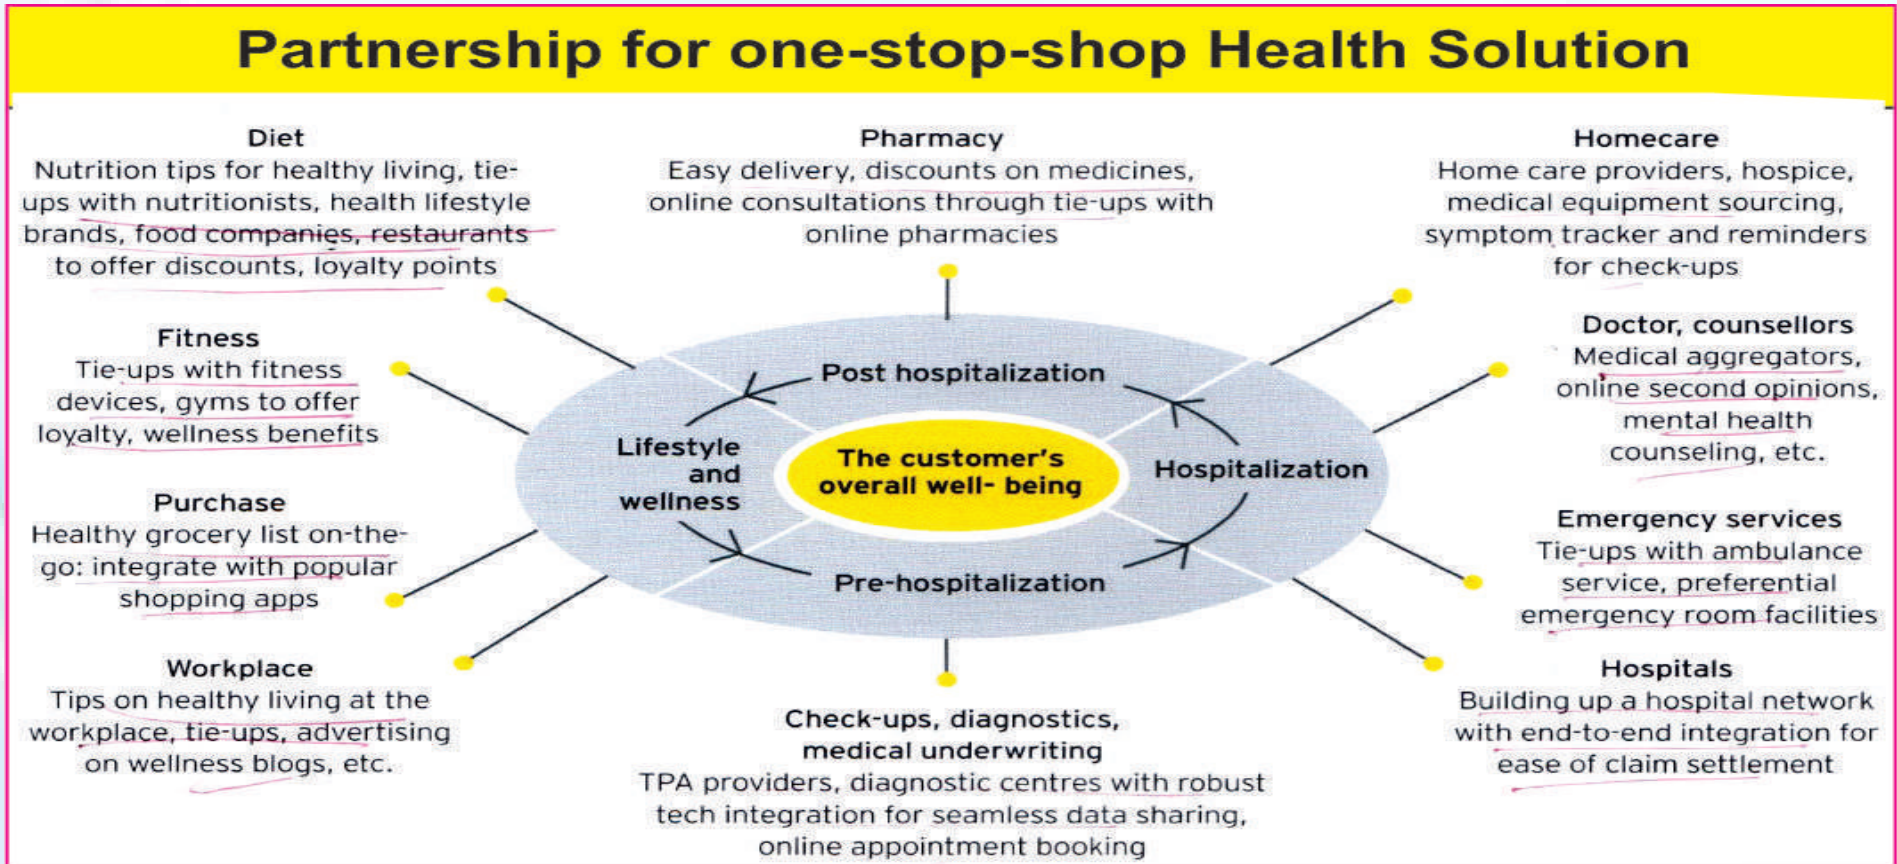 Partnership for one-stop-shop Health Solution
Diet
Nutrition tips for healthy living, tie-
ups with nutritionists, health lifestyle
brands, food companies, restaurants
to offer discounts, loyalty points
Pharmacy
Easy delivery, discounts on medicines,
online consultations through tie-ups with
online pharmacies
Homecare
Home care providers, hospice,
medical equipment sourcing,
symptom tracker and reminders
for check-ups
Fitness
Tie-ups with fitness
devices, gyms to offer
loyalty, wellness benefits
Doctor, counsellors
Medical aggregators,
online second opinions,
mental health
counseling, etc.
Post hospitalization
Lifestyle
and
wellness
The customer's
overall well- being
Hospitalization
Pre-hospitalization
Purchase
Healthy grocery list on-the-
go: integrate with popular
shopping apps
Emergency services
Tie-ups with ambulance
service, preferential
emergency room facilities
Workplace
Tips on healthy living at the
workplace, tie-ups, advertising
on wellness blogs, etc.
Check-ups, diagnostics,
medical underwriting
TPA providers, diagnostic centres with robust
tech integration for seamless data sharing,
online appointment booking
Hospitals
Building up a hospital network
with end-to-end integration for
ease of claim settlement